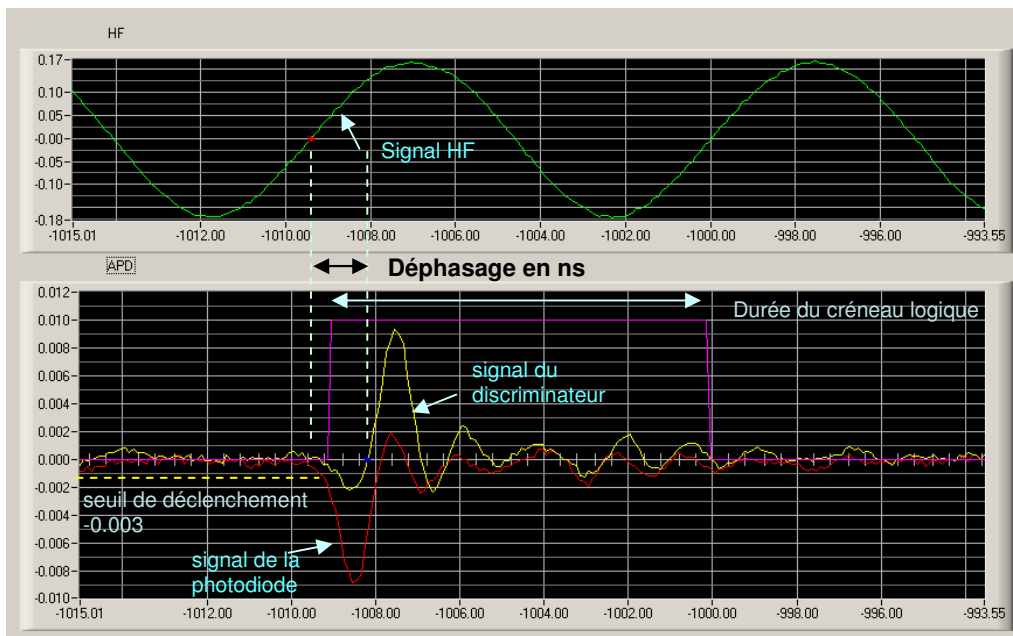 HF
0.17
0.10
0.05
-0.00
-0.05
-0.10
-0.18
Signal HF
-1015.01 -1012.00 -1010.00 -1008.00 -1006.00 -1004.00 -1002.00 -1000.00 -998.00 -996.00 -993.55
APD
Déphasage en ns
0.012
0.010
0.008
0.006
0.004
0.002
0.000
-0.002
-0.004
-0.006
-0.008
-0.010
Durée du créneau logique
signal du
discriminateur
seuil de déclenchement
-0.003
signal de la
photodiode
-1015.01 -1012.00 -1010.00 -1008.00 -1006.00 -1004.00 -1002.00 -1000.00 -998.00 -996.00 -993.55